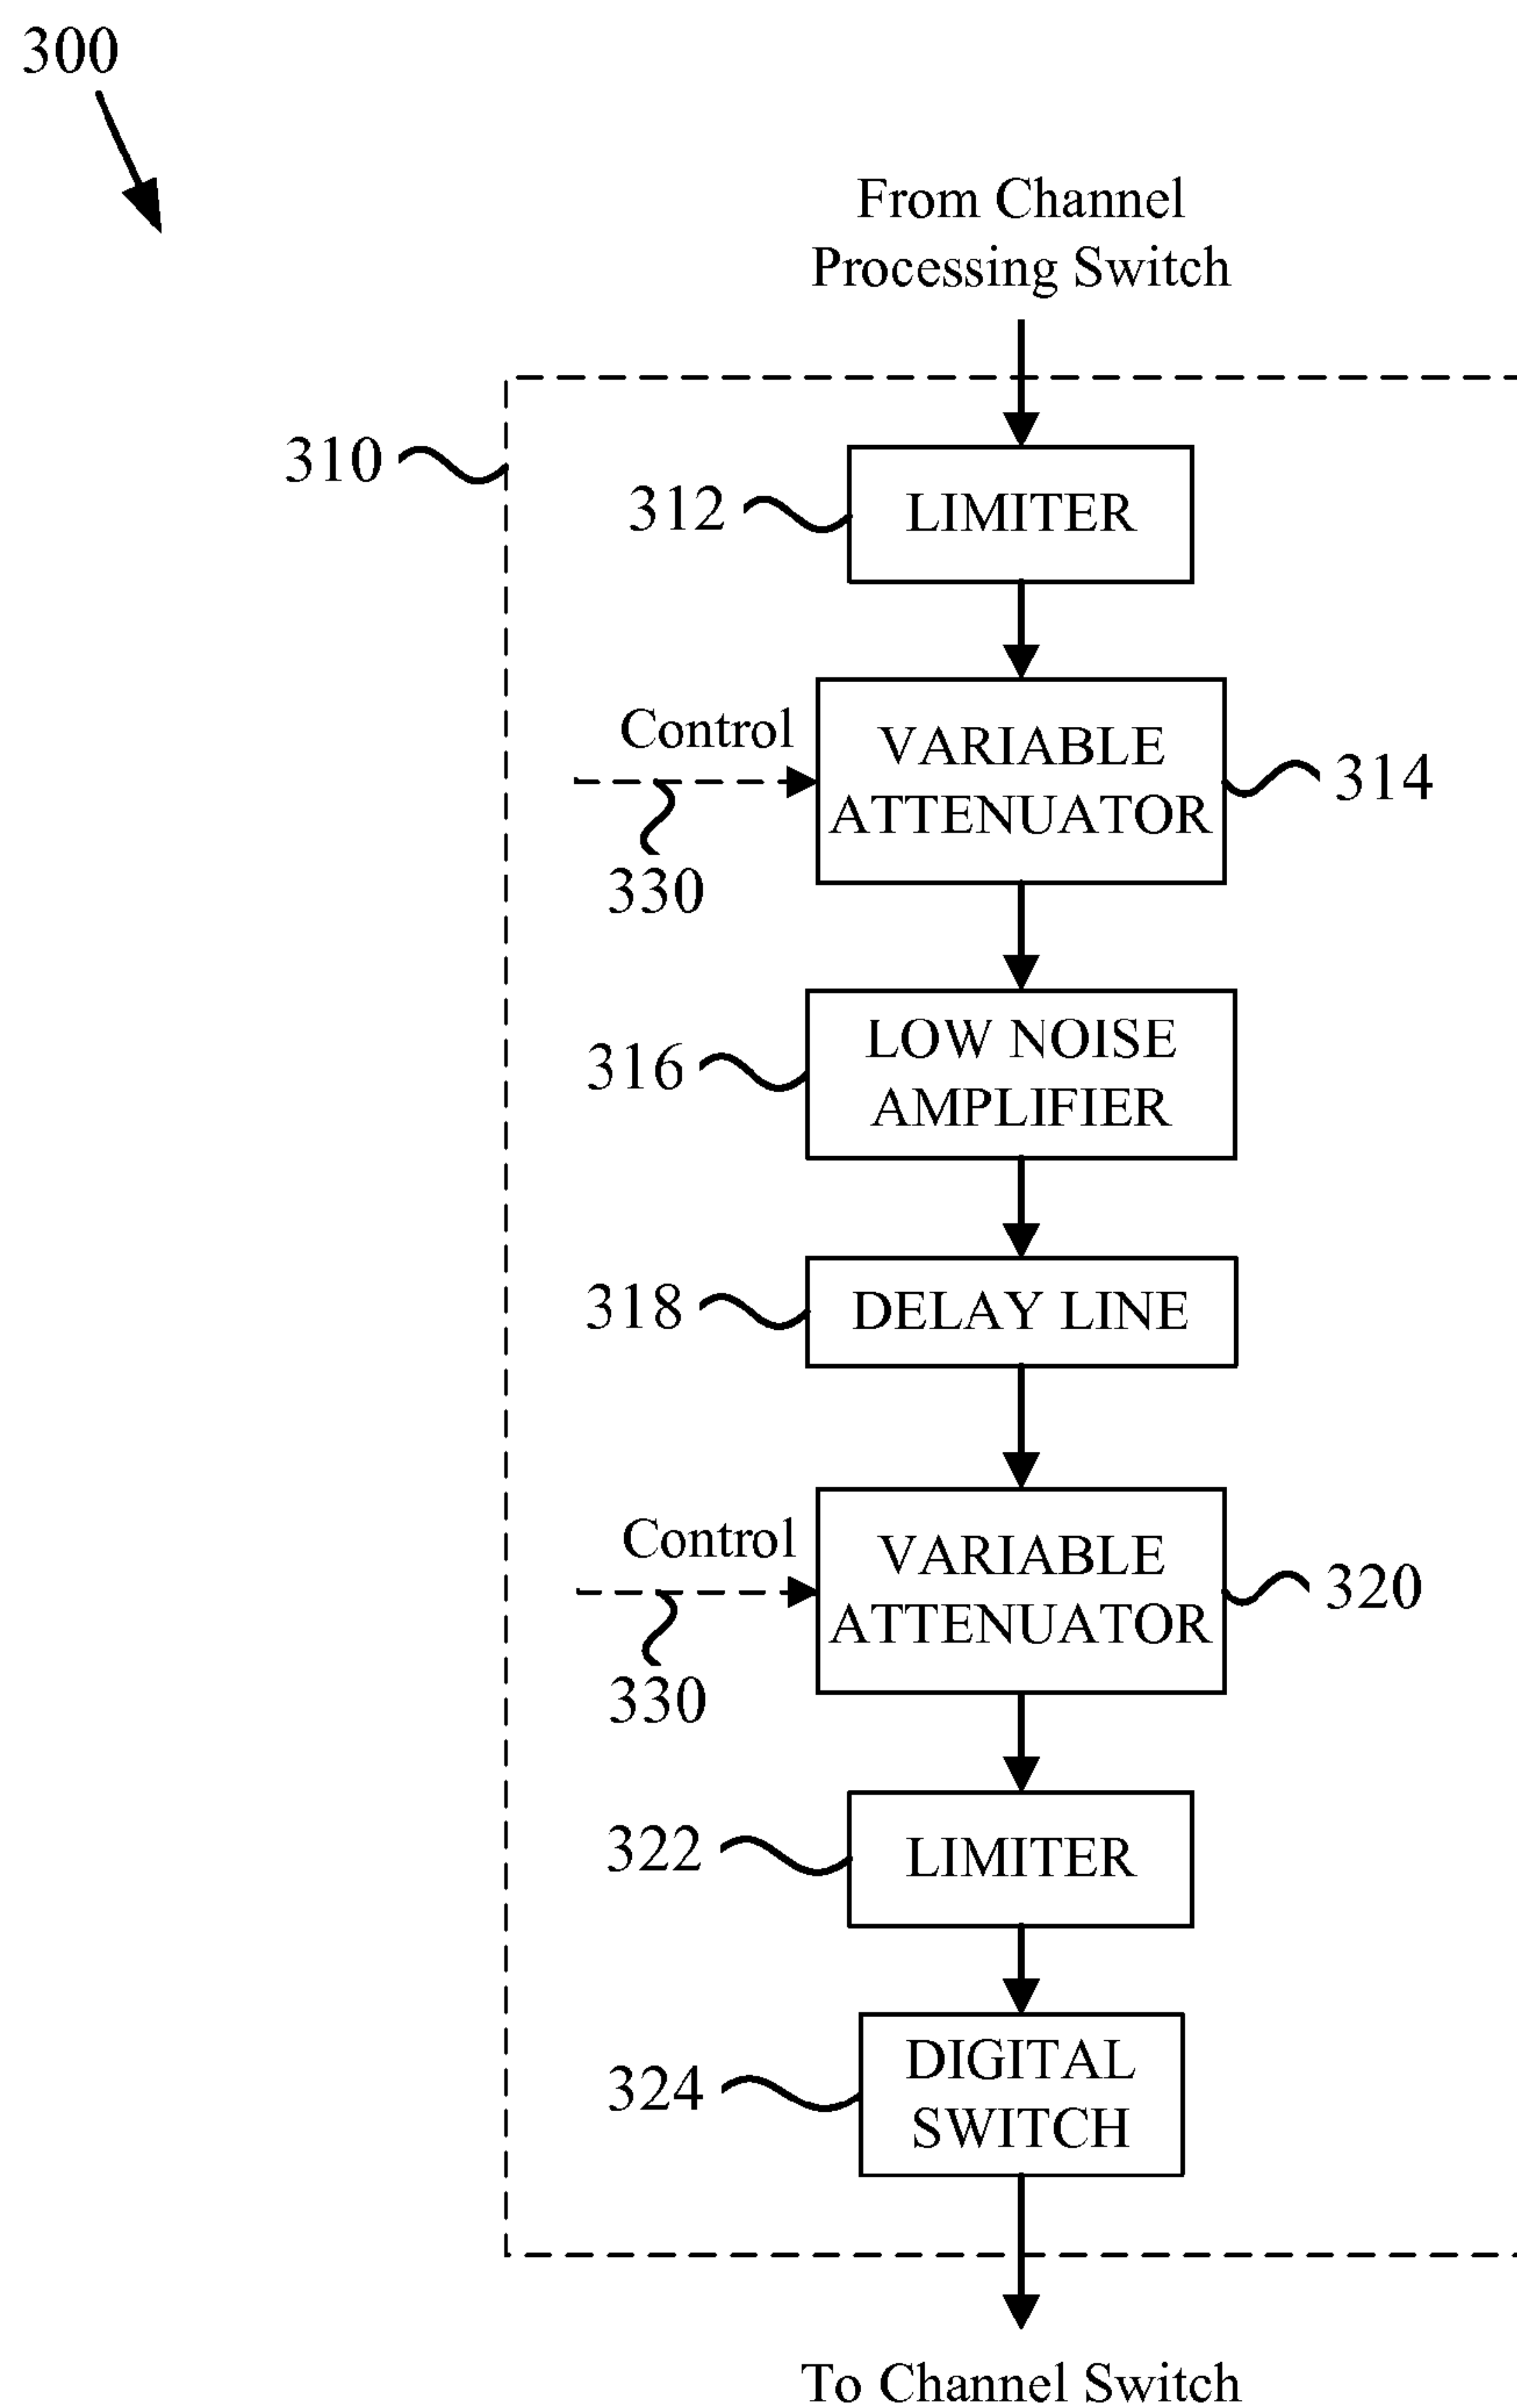 300
From Channel
Processing Switch
310
312
LIMITER
Control
VARIABLE
ATTENUATOR
314
330
LOW NOISE
AMPLIFIER
316
318
DELAY LINE
Control
VARIABLE
ATTENUATOR
320
330
322
LIMITER
324
DIGITAL
SWITCH
To Channel Switch